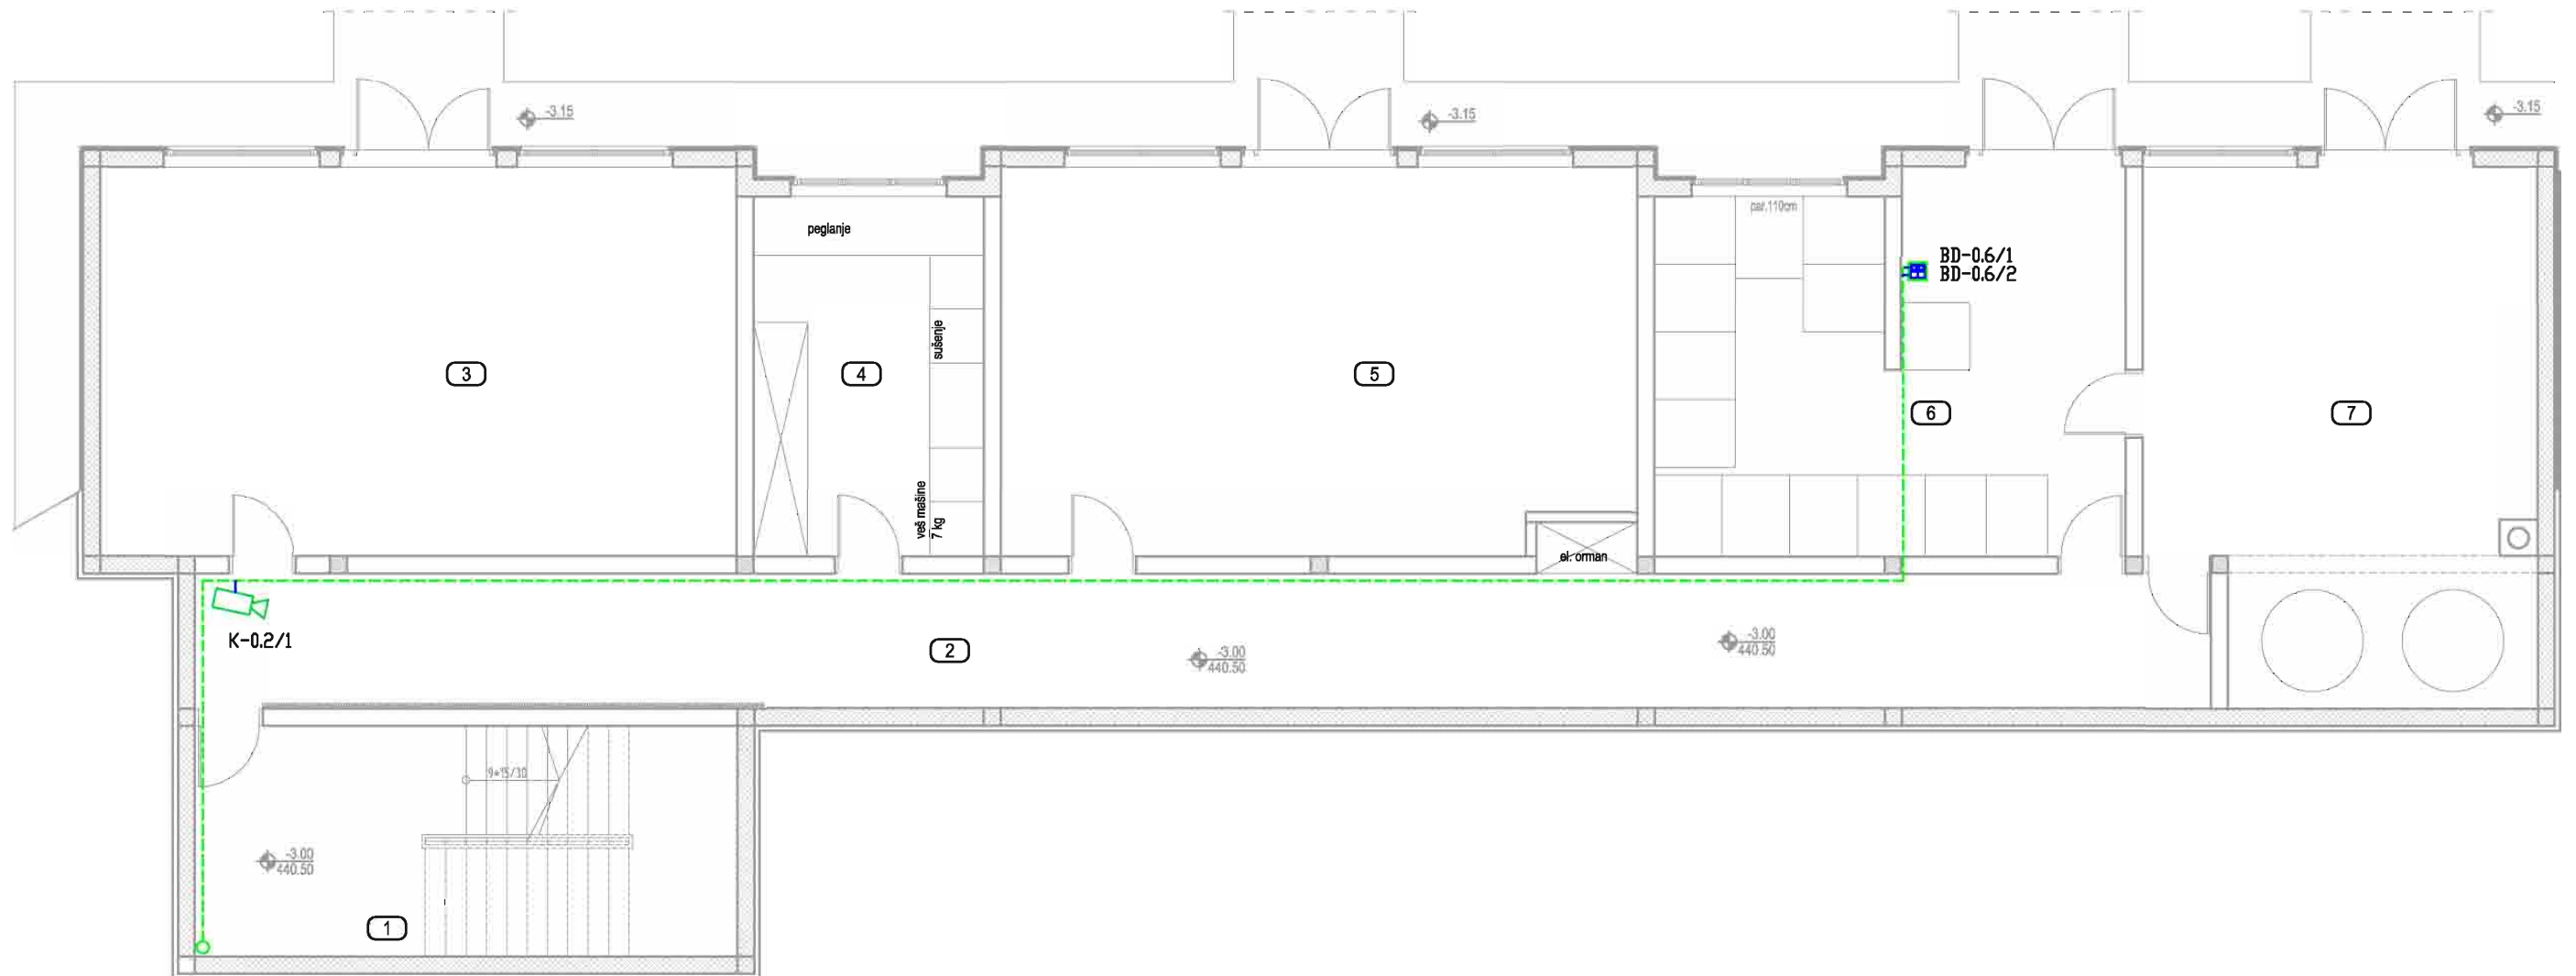 -3.15
-3.15
-3.15
peglanje
par.110cm
BD-0.6/1
BD-0.6/2
sušenje
3
4
5
6
7
veš mašine
7 kg
el. orman
K-0.2/1
2
-3.00
440.50
-3.00
440.50
9*15/30
-3.00
440.50
1